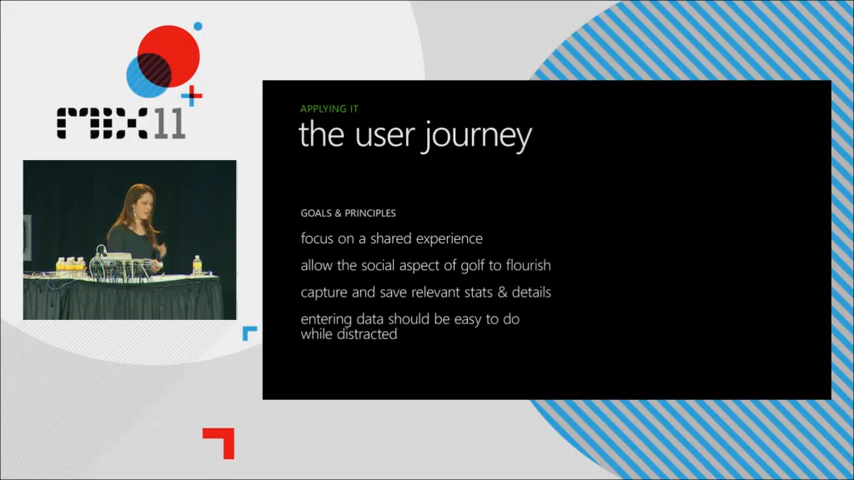 MIX11
APPLYING IT
the user journey
GOALS & PRINCIPLES
focus on a shared experience
allow the social aspect of golf to flourish
capture and save relevant stats & details
entering data should be easy to do
while distracted